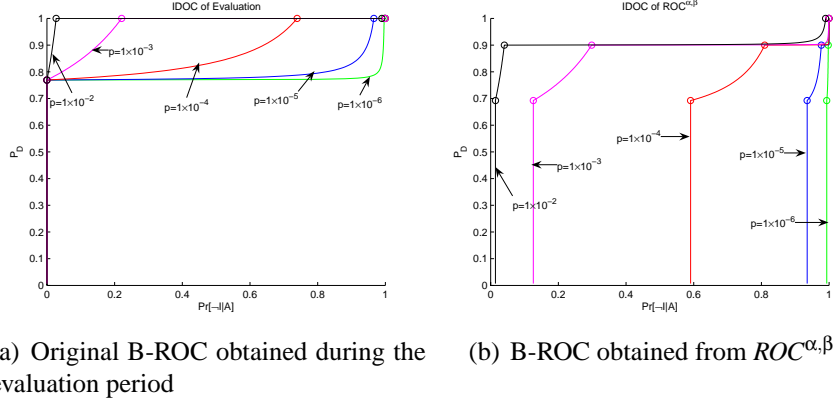 IDOC of Evaluation
1
0.9
0.8
0.7
0.6
0.5
0.4
0.3
0.2
0.1
0
P_D
p=1×10^−3
p=1×10^−2
p=1×10^−4
p=1×10^−5
p=1×10^−6
0 0.2 0.4 0.6 0.8 1
Pr[¬I|A]
IDOC of ROC^α,β
1
0.9
0.8
0.7
0.6
0.5
0.4
0.3
0.2
0.1
0
P_D
p=1×10^−4
p=1×10^−5
p=1×10^−3
p=1×10^−2
p=1×10^−6
0 0.2 0.4 0.6 0.8 1
Pr[¬I|A]
a) Original B-ROC obtained during the
evaluation period
(b) B-ROC obtained from ROC^α,β